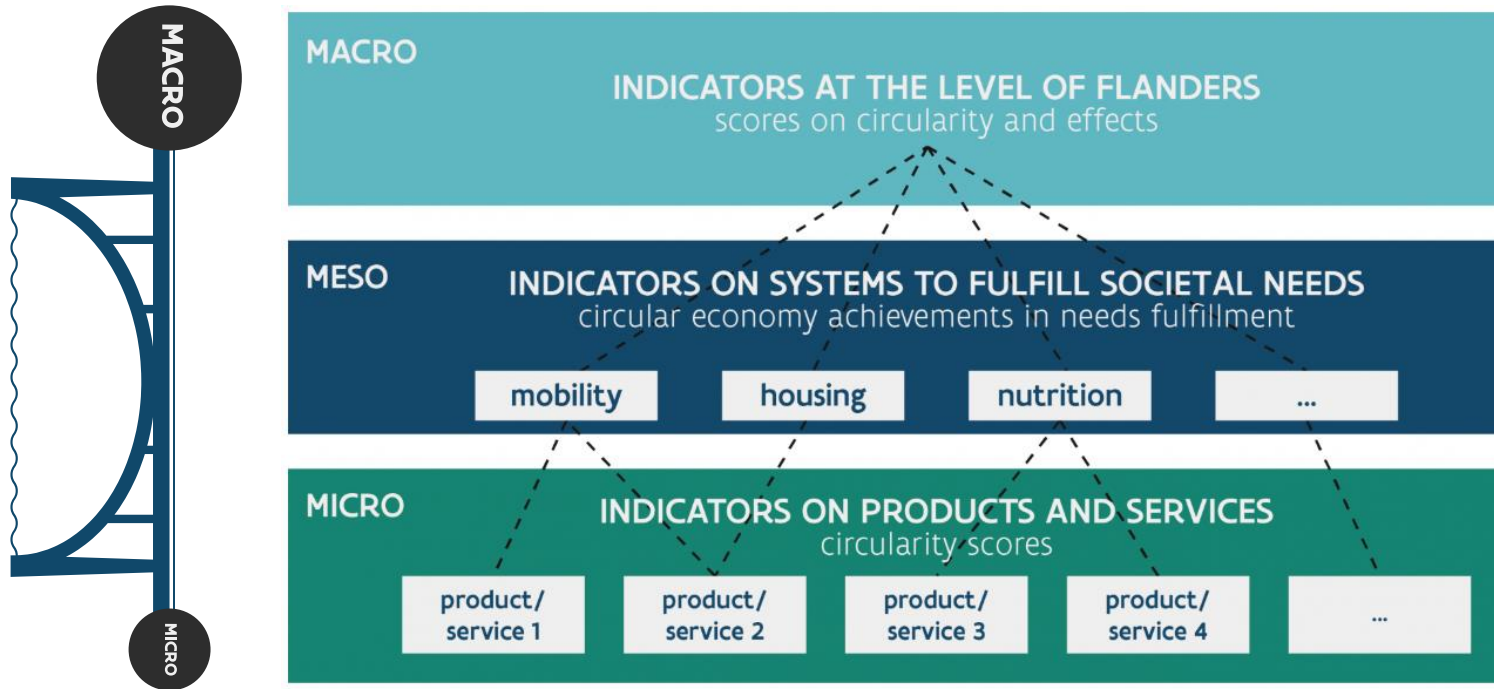 MACRO
MICRO
MACRO
INDICATORS AT THE LEVEL OF FLANDERS
scores on circularity and effects
MESO
INDICATORS ON SYSTEMS TO FULFILL SOCIETAL NEEDS
circular economy achievements in needs fulfillment
mobility
housing
nutrition
...
MICRO
INDICATORS ON PRODUCTS AND SERVICES
circularity scores
product/
service 1
product/
service 2
product/
service 3
product/
service 4
...